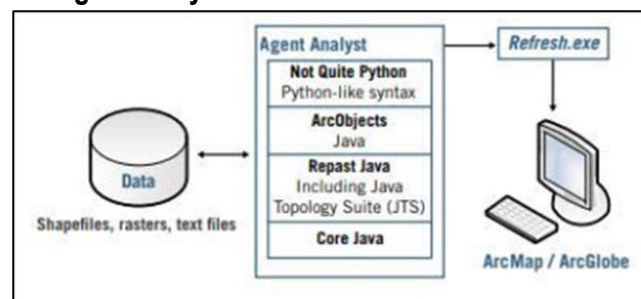 Agent Analyst
Not Quite Python
Python-like syntax
ArcObjects
Java
Repast Java
Including Java
Topology Suite (JTS)
Core Java
Data
Shapefiles, rasters, text files
Refresh.exe
ArcMap / ArcGlobe